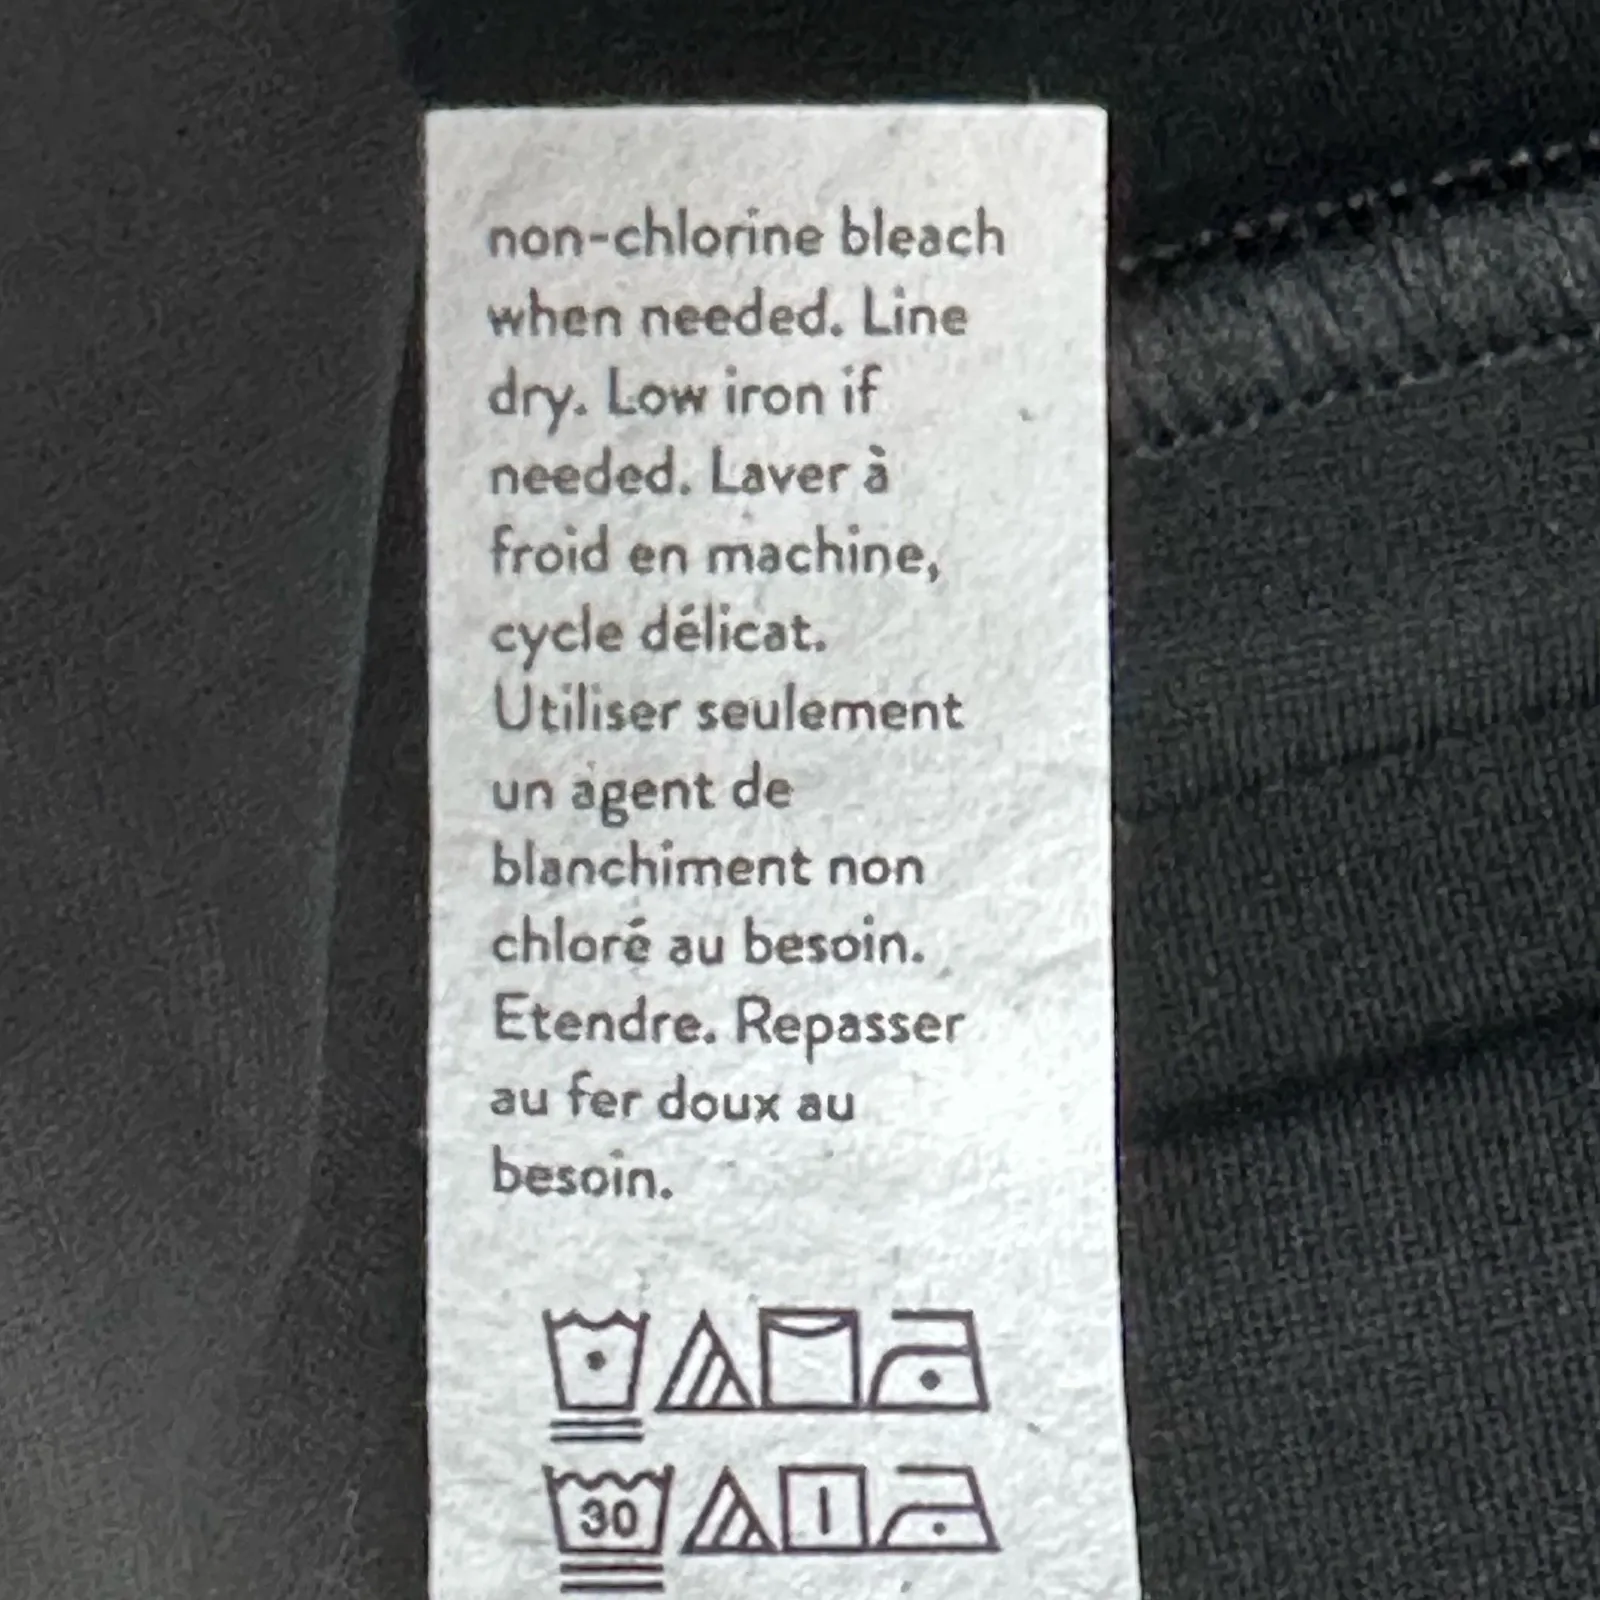 non-chlorine bleach
when needed. Line
dry. Low iron if
needed. Laver à
froid en machine,
cycle délicat.
Utiliser seulement
un agent de
blanchiment non
chloré au besoin.
Etendre. Repasser
au fer doux au
besoin.
30